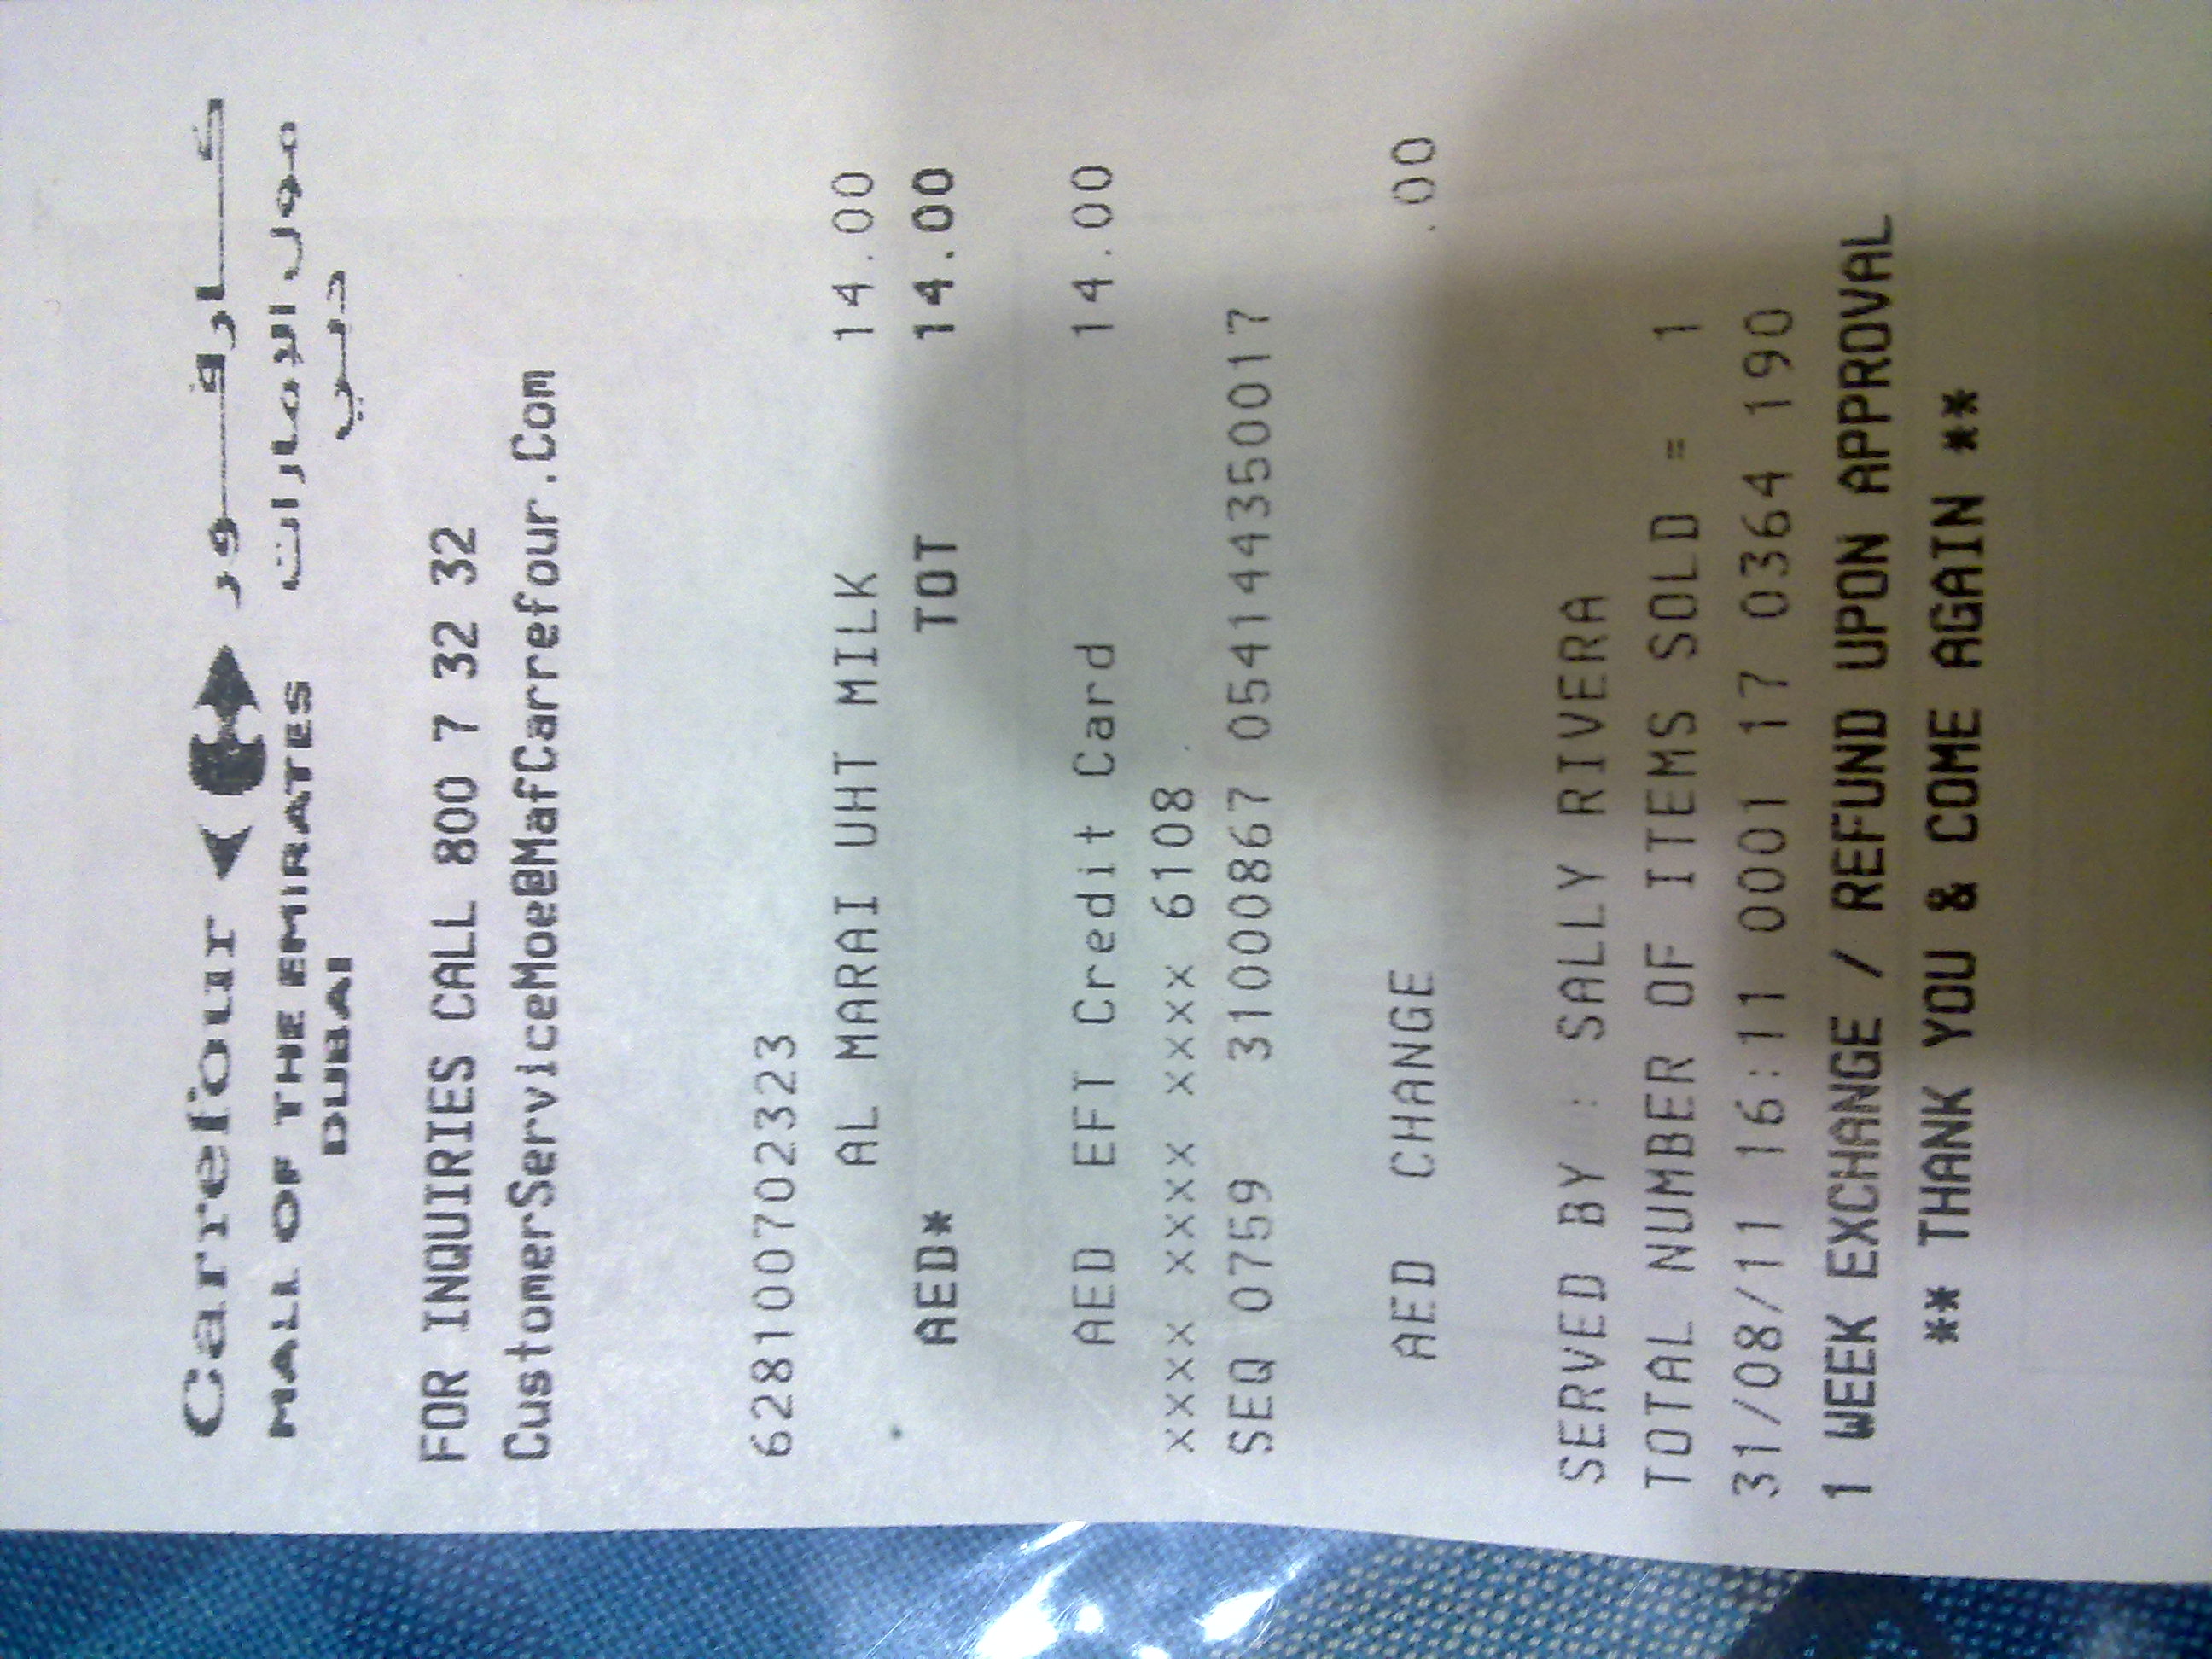 Carrefour كارفور
MALL OF THE EMIRATES مول الإمارات
DUBAI دبي
FOR INQUIRIES CALL 800 7 32 32
CustomerServiceMoe@MafCarrefour.Com
6281007702323
AL MARAI UHT MILK 14.00
AED* TOT 14.00
AED EFT Credit Card 14.00
xxxx xxxx xxxx 6108
SEQ 0759 31000867 054144350017
AED CHANGE .00
SERVED BY : SALLY RIVERA
TOTAL NUMBER OF ITEMS SOLD = 1
31/08/11 16:11 0001 17 0364 190
1 WEEK EXCHANGE / REFUND UPON APPROVAL
** THANK YOU & COME AGAIN **